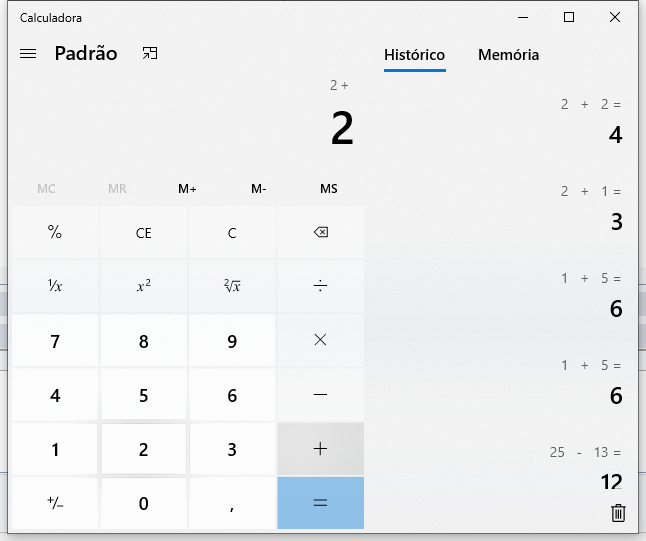 Calculadora
Padrão
2 +
2
MC MR M+ M- MS
% CE C
¹/x x² ²√x ÷
7 8 9 ×
4 5 6 −
1 2 3 +
+/− 0 , =
Histórico Memória
2 + 2 =
4
2 + 1 =
3
1 + 5 =
6
1 + 5 =
6
25 - 13 =
12